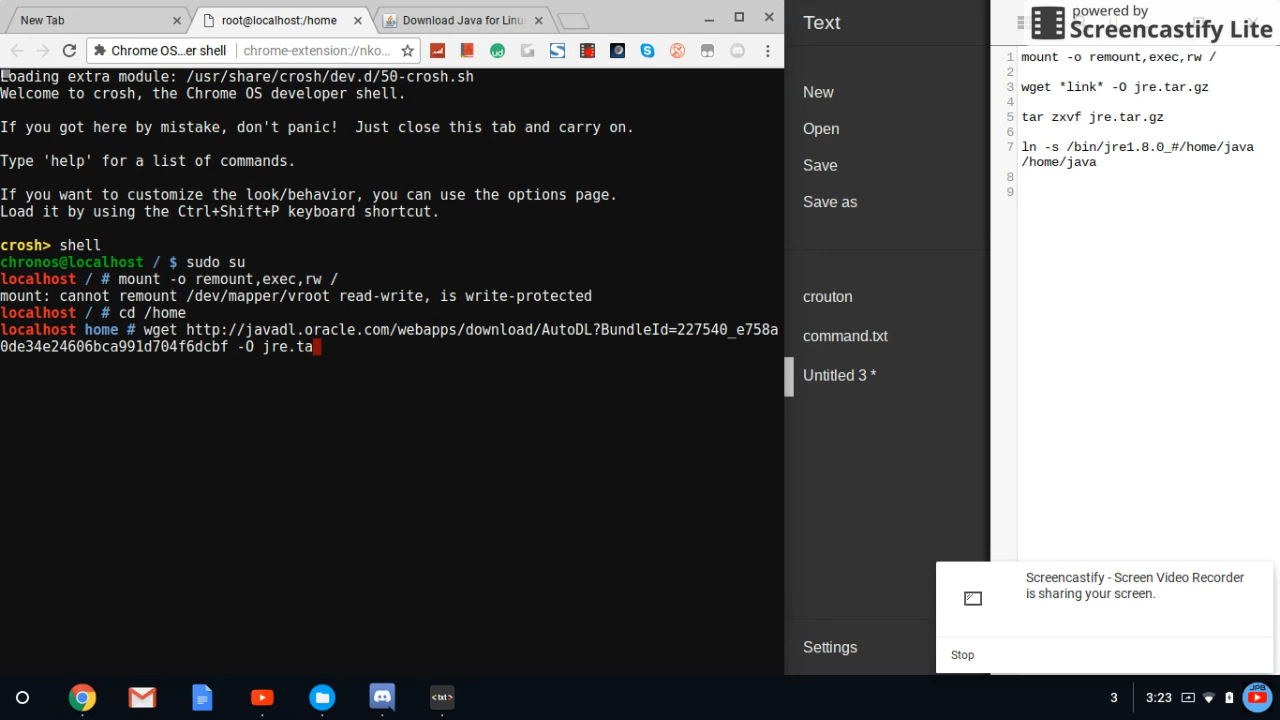 New Tab
root@localhost:/home
Download Java for Linu
Chrome OS...er shell
chrome-extension://nko...
Loading extra module: /usr/share/crosh/dev.d/50-crosh.sh
Welcome to crosh, the Chrome OS developer shell.
If you got here by mistake, don't panic!  Just close this tab and carry on.
Type 'help' for a list of commands.
If you want to customize the look/behavior, you can use the options page.
Load it by using the Ctrl+Shift+P keyboard shortcut.
crosh> shell
chronos@localhost / $ sudo su
localhost / # mount -o remount,exec,rw /
mount: cannot remount /dev/mapper/vroot read-write, is write-protected
localhost / # cd /home
localhost home # wget http://javadl.oracle.com/webapps/download/AutoDL?BundleId=227540_e758a
0de34e24606bca991d704f6dcbf -O jre.ta
Text
New
Open
Save
Save as
crouton
command.txt
Untitled 3 *
Settings
powered by
Screencastify Lite
1 mount -o remount,exec,rw /
2
3 wget *link* -O jre.tar.gz
4
5 tar zxvf jre.tar.gz
6
7 ln -s /bin/jre1.8.0_#/home/java
/home/java
8
9
Screencastify - Screen Video Recorder
is sharing your screen.
Stop
<txt>
3
3:23